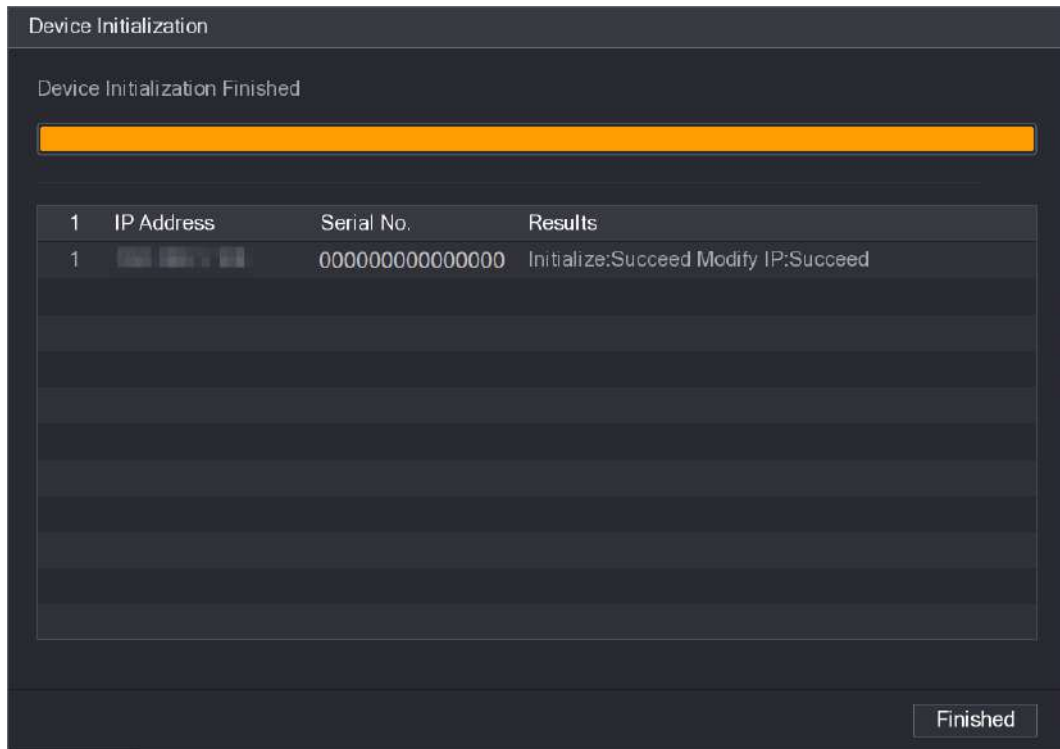 Device Initialization
Device Initialization Finished
1 IP Address Serial No. Results
1 000000000000000 Initialize:Succeed Modify IP:Succeed
Finished